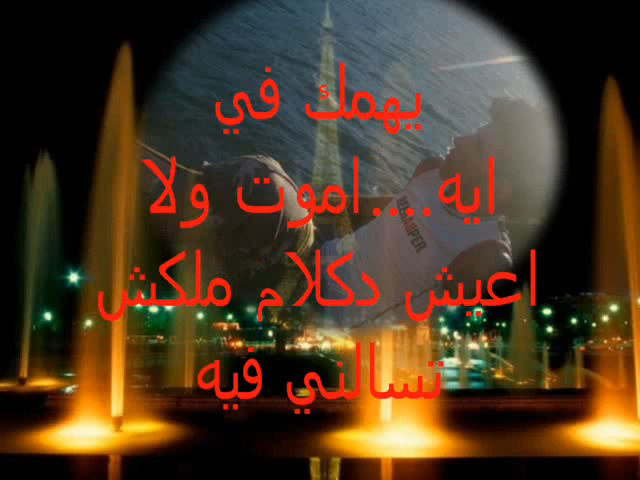 يهمك في
ايه....اموت ولا
اعيش دكلام ملكش
تسالني فيه